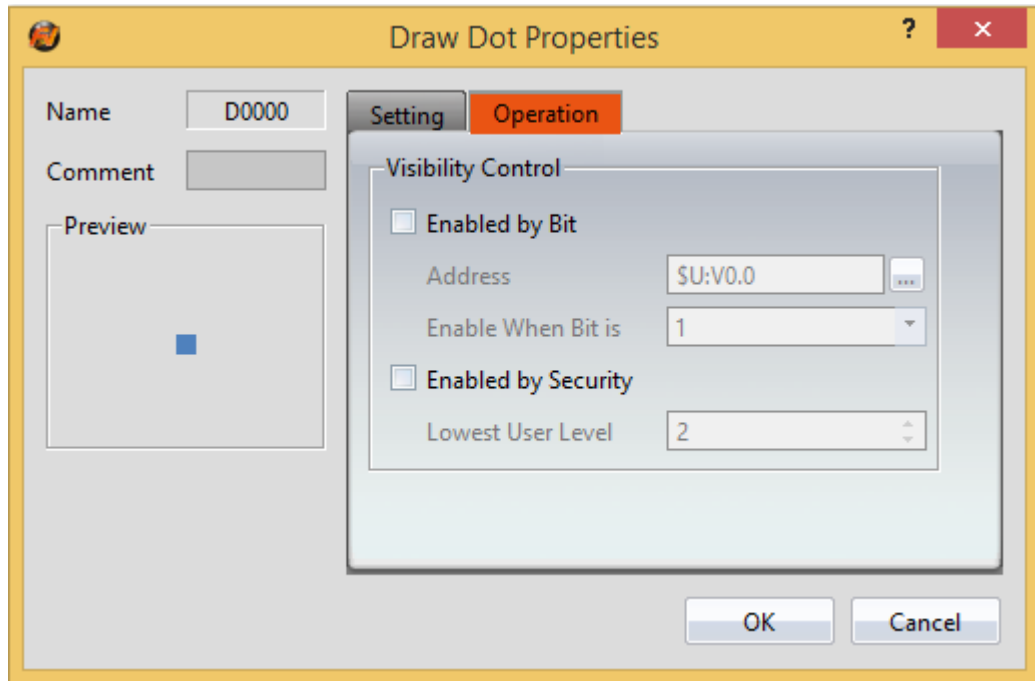 Draw Dot Properties
?
Name D0000
Comment
Preview
Setting Operation
Visibility Control
Enabled by Bit
Address $U:V0.0 ...
Enable When Bit is 1
Enabled by Security
Lowest User Level 2
OK Cancel